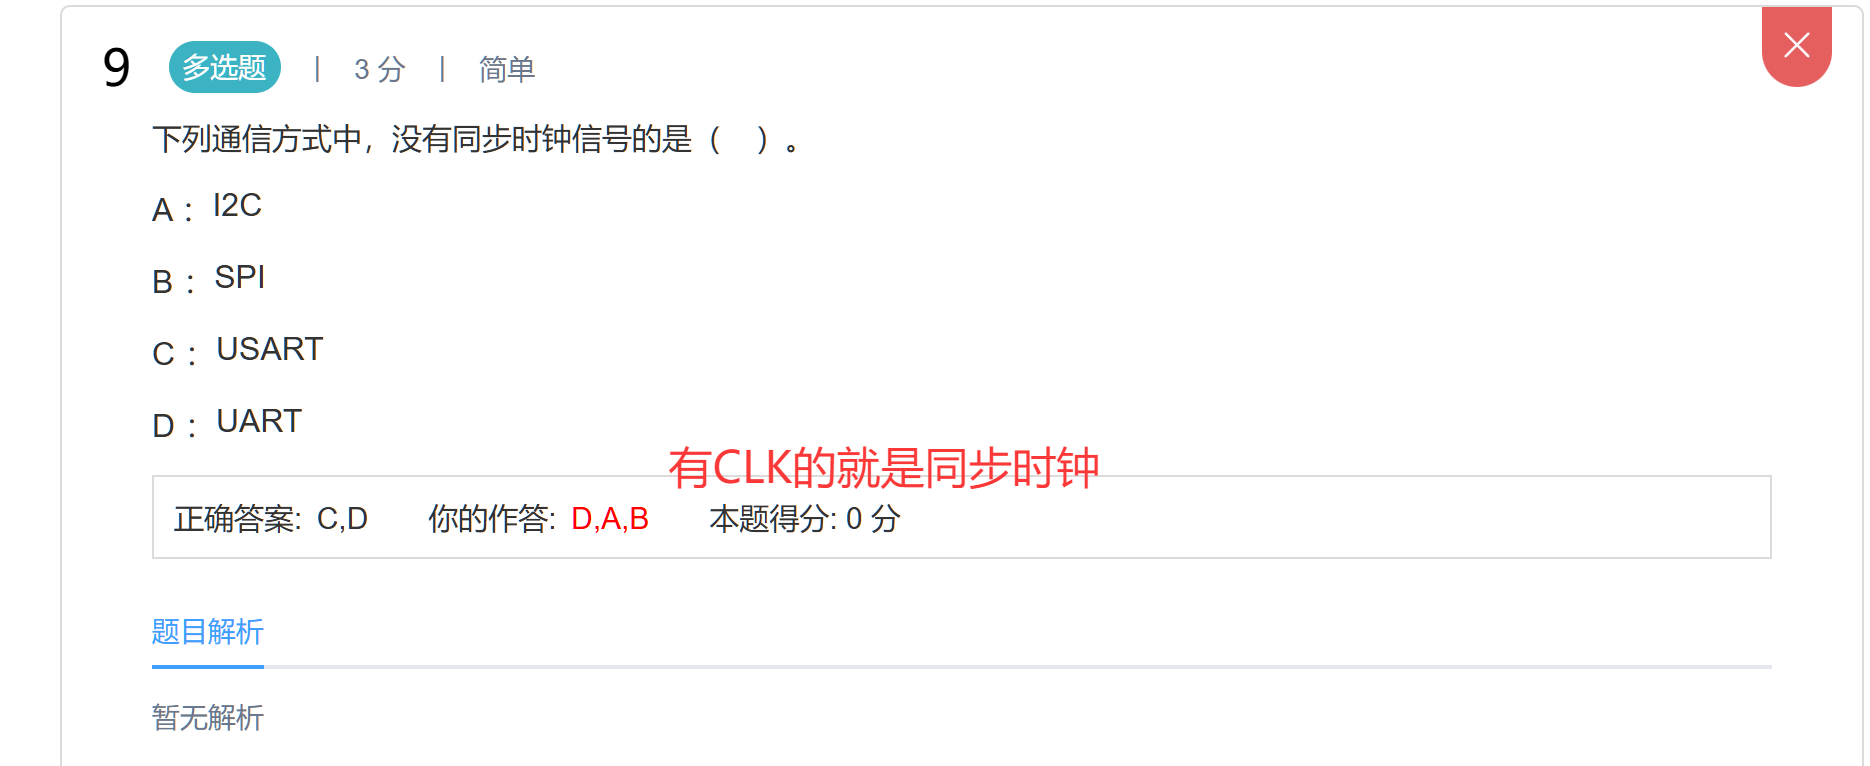 9 多选题 | 3 分 | 简单
下列通信方式中，没有同步时钟信号的是（　）。
A： I2C
B： SPI
C： USART
D： UART
有CLK的就是同步时钟
正确答案: C,D 你的作答: D,A,B 本题得分: 0 分
题目解析
暂无解析